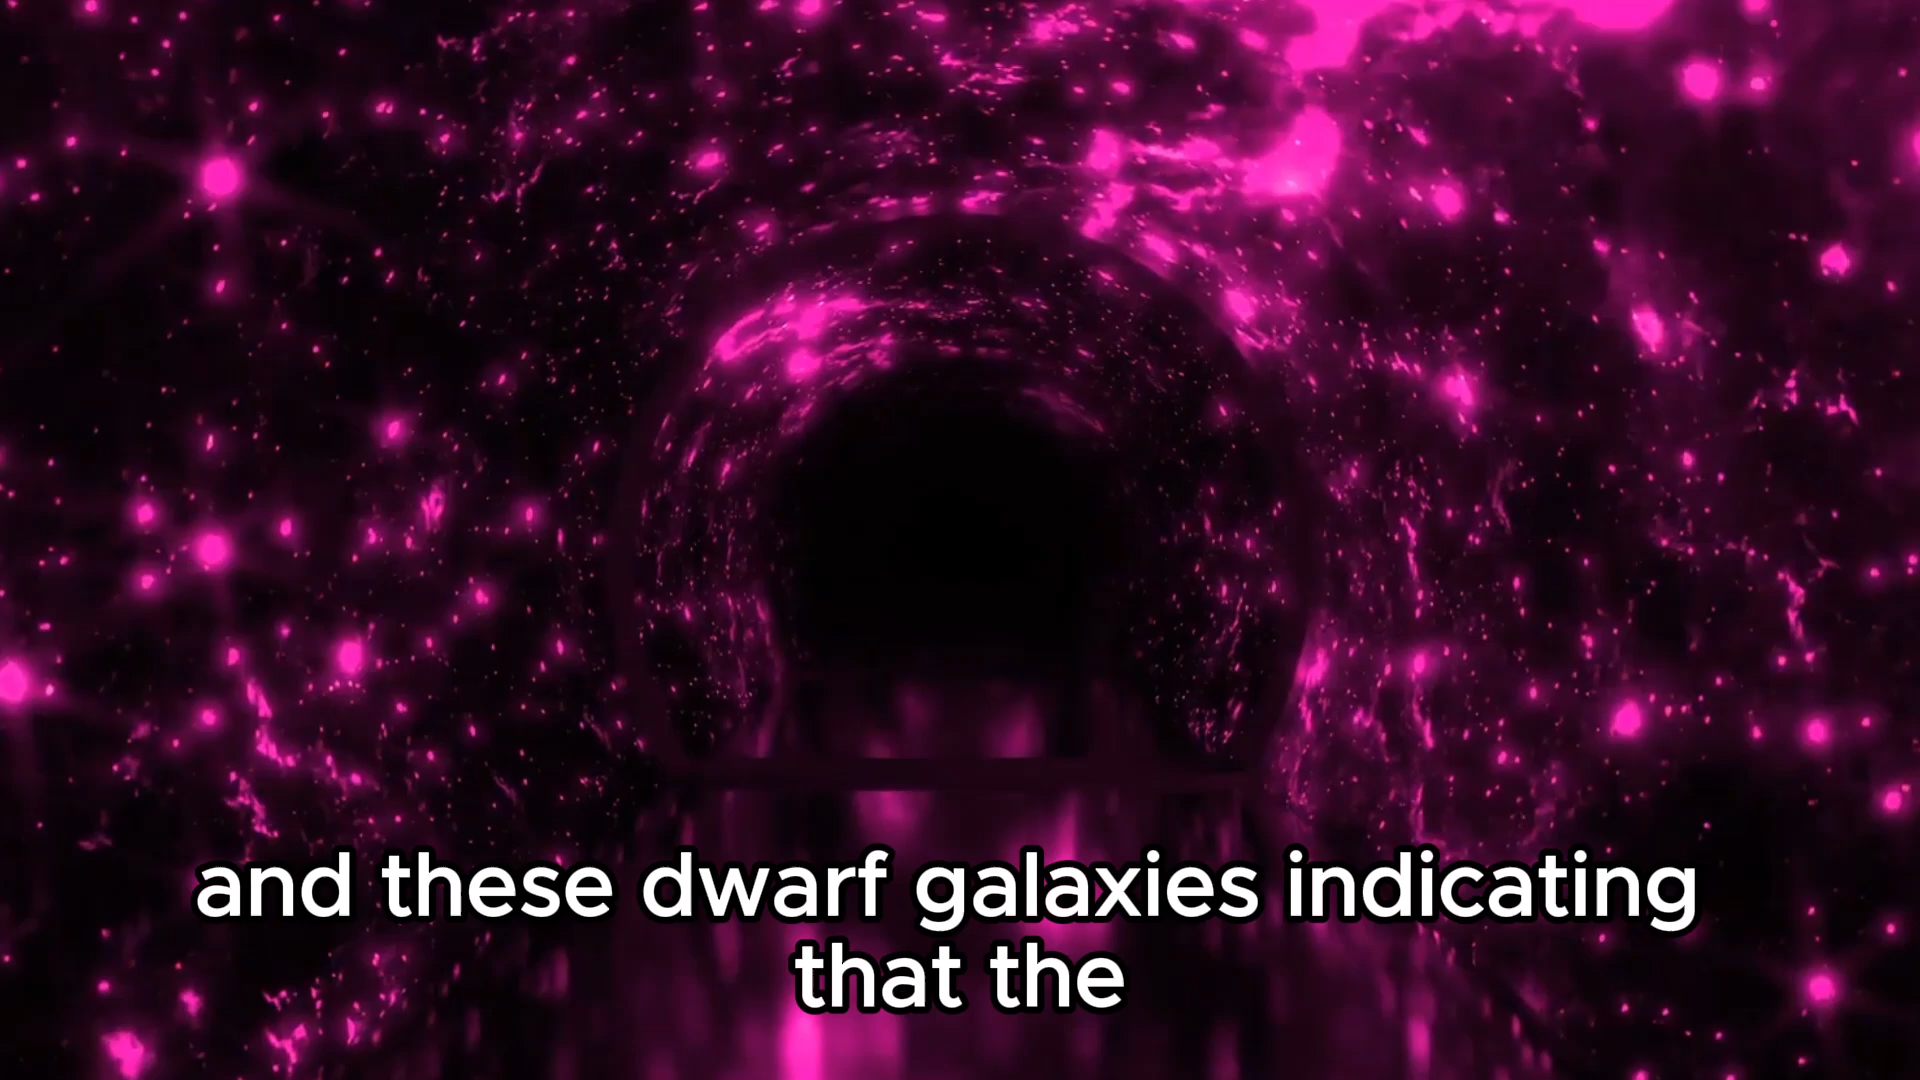 and these dwarf galaxies indicating
that the